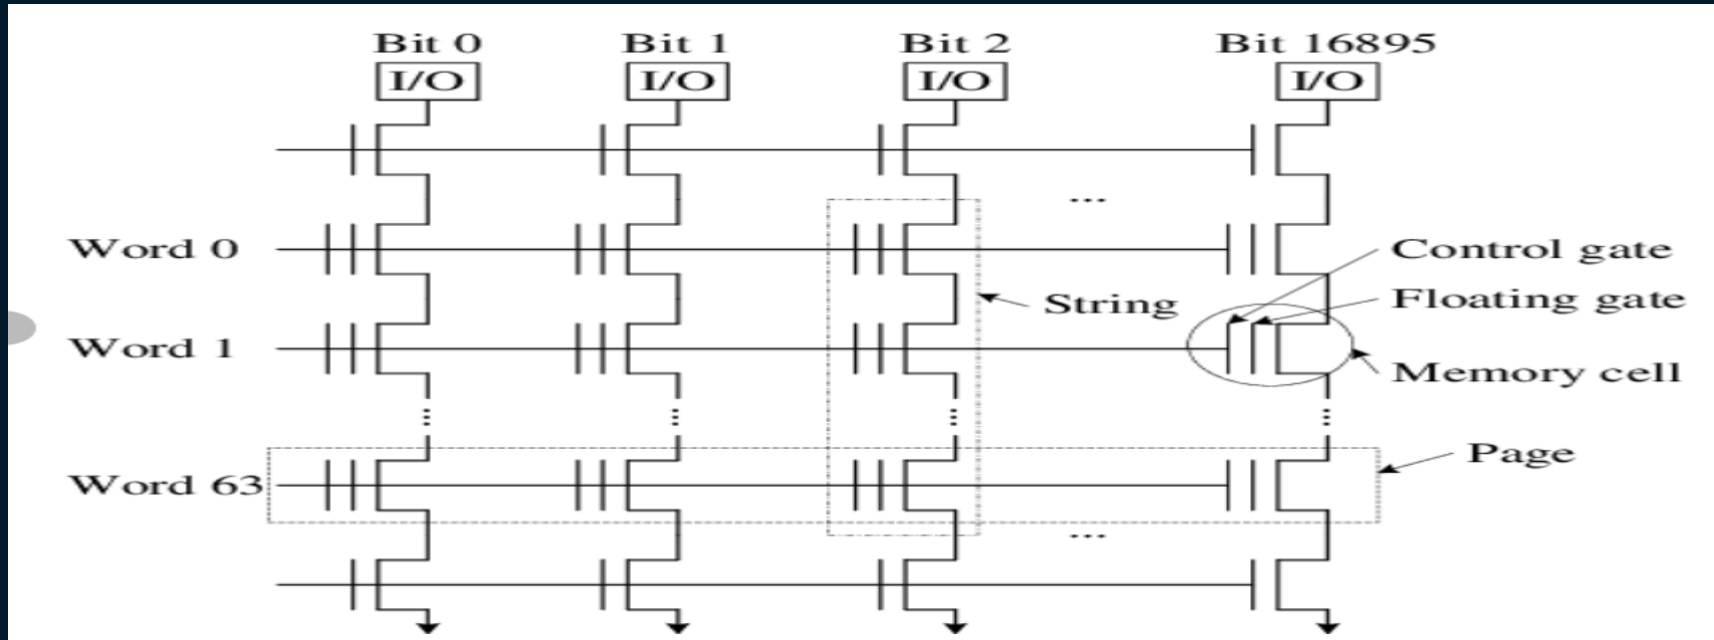 Bit 0 Bit 1 Bit 2 Bit 16895
I/O I/O I/O I/O
...
Word 0
Control gate
Floating gate
String
Word 1
Memory cell
... ... ... ...
Page
Word 63
...